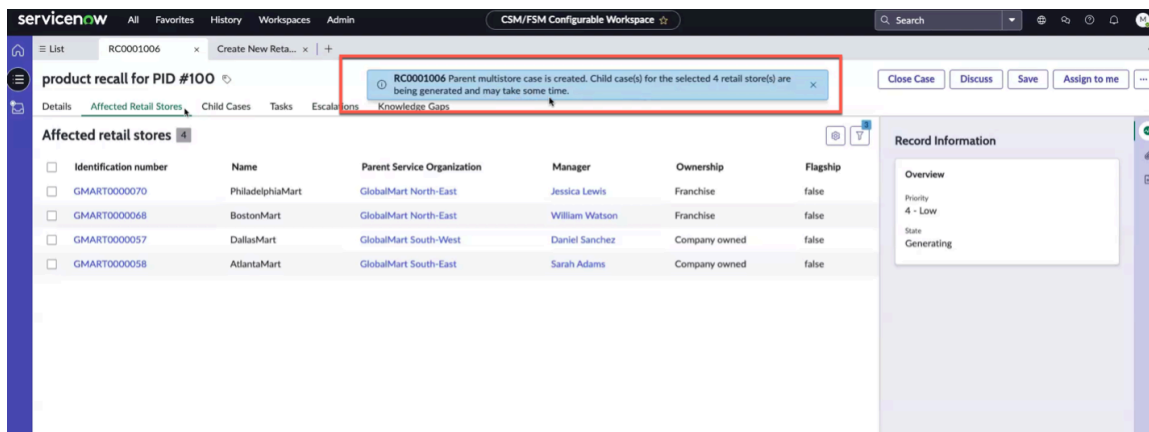 servicenow All Favorites History Workspaces Admin CSM/FSM Configurable Workspace Search
List RC0001006 × Create New Reta... × +
product recall for PID #100
RC0001006 Parent multistore case is created. Child case(s) for the selected 4 retail store(s) are
being generated and may take some time.
Close Case Discuss Save Assign to me
Details Affected Retail Stores Child Cases Tasks Escalations Knowledge Gaps
Affected retail stores 4
3
Record Information
Identification number Name Parent Service Organization Manager Ownership Flagship
GMART0000070 PhiladelphiaMart GlobalMart North-East Jessica Lewis Franchise false
GMART0000068 BostonMart GlobalMart North-East William Watson Franchise false
GMART0000057 DallasMart GlobalMart South-West Daniel Sanchez Company owned false
GMART0000058 AtlantaMart GlobalMart South-East Sarah Adams Company owned false
Overview
Priority
4 - Low
State
Generating